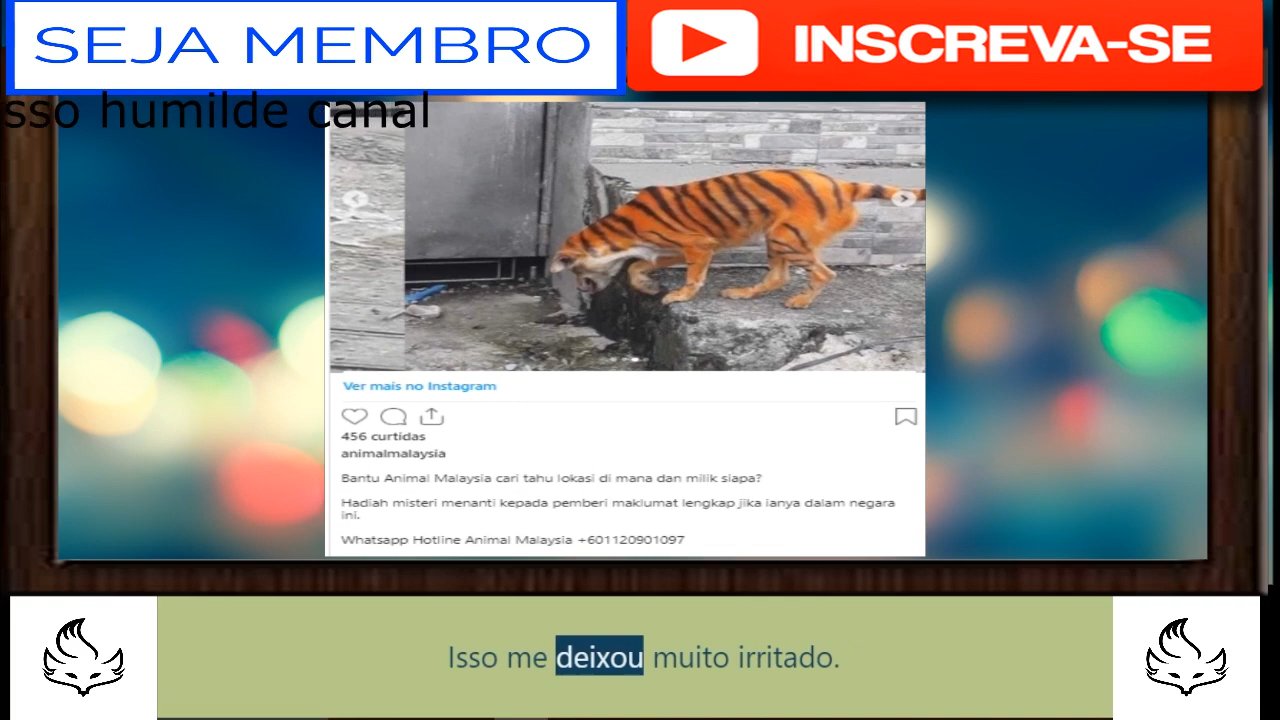 SEJA MEMBRO
INSCREVA-SE
sso humilde canal
Ver mais no Instagram
456 curtidas
animalmalaysia
Bantu Animal Malaysia cari tahu lokasi di mana dan milik siapa?
Hadiah misteri menanti kepada pemberi maklumat lengkap jika ianya dalam negara
ini.
Whatsapp Hotline Animal Malaysia +601120901097
Isso me deixou muito irritado.